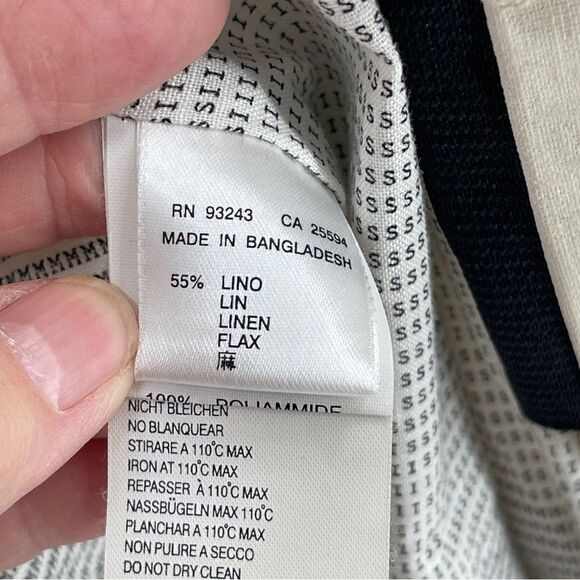 RN 93243 CA 25594
MADE IN BANGLADESH
55% LINO
LIN
LINEN
FLAX
麻
100% POLIAMMIDE
NICHT BLEICHEN
NO BLANQUEAR
STIRARE A 110°C MAX
IRON AT 110°C MAX
REPASSER À 110°C MAX
NASSBÜGELN MAX 110°C
PLANCHAR A 110°C MAX
NON PULIRE A SECCO
DO NOT DRY CLEAN